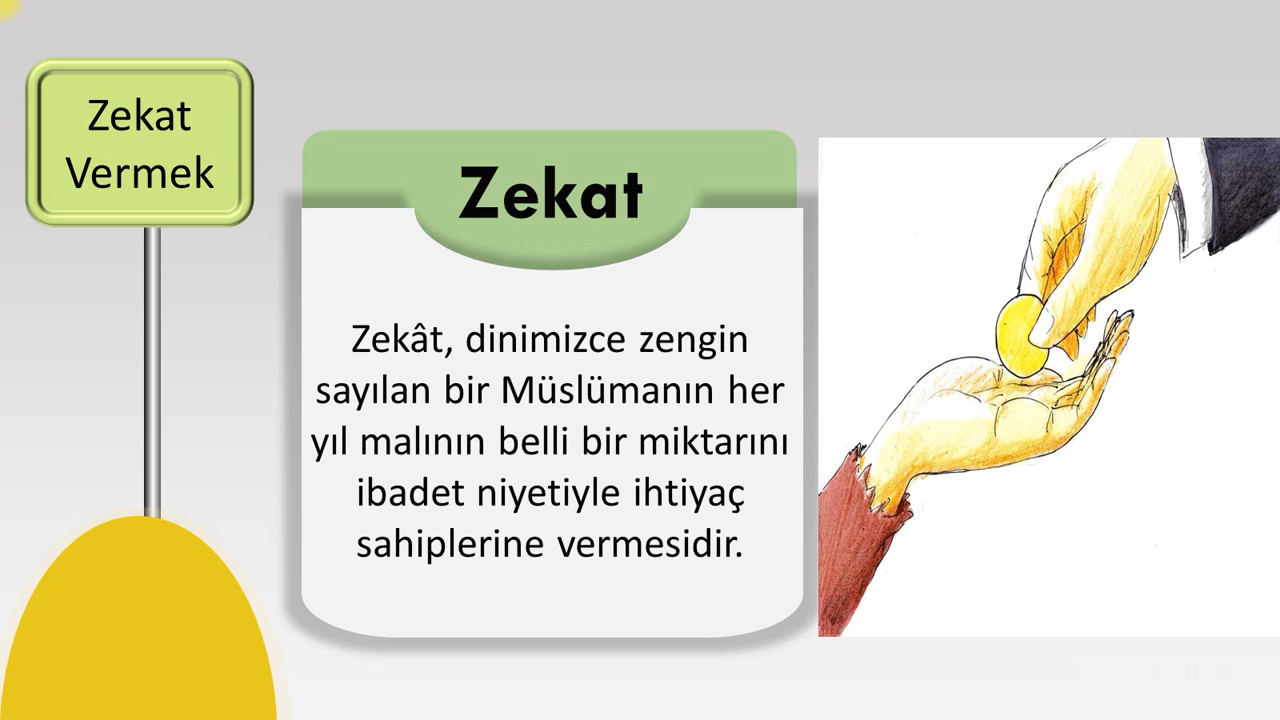 Zekat
Vermek
Zekat
Zekât, dinimizce zengin
sayılan bir Müslümanın her
yıl malının belli bir miktarını
ibadet niyetiyle ihtiyaç
sahiplerine vermesidir.